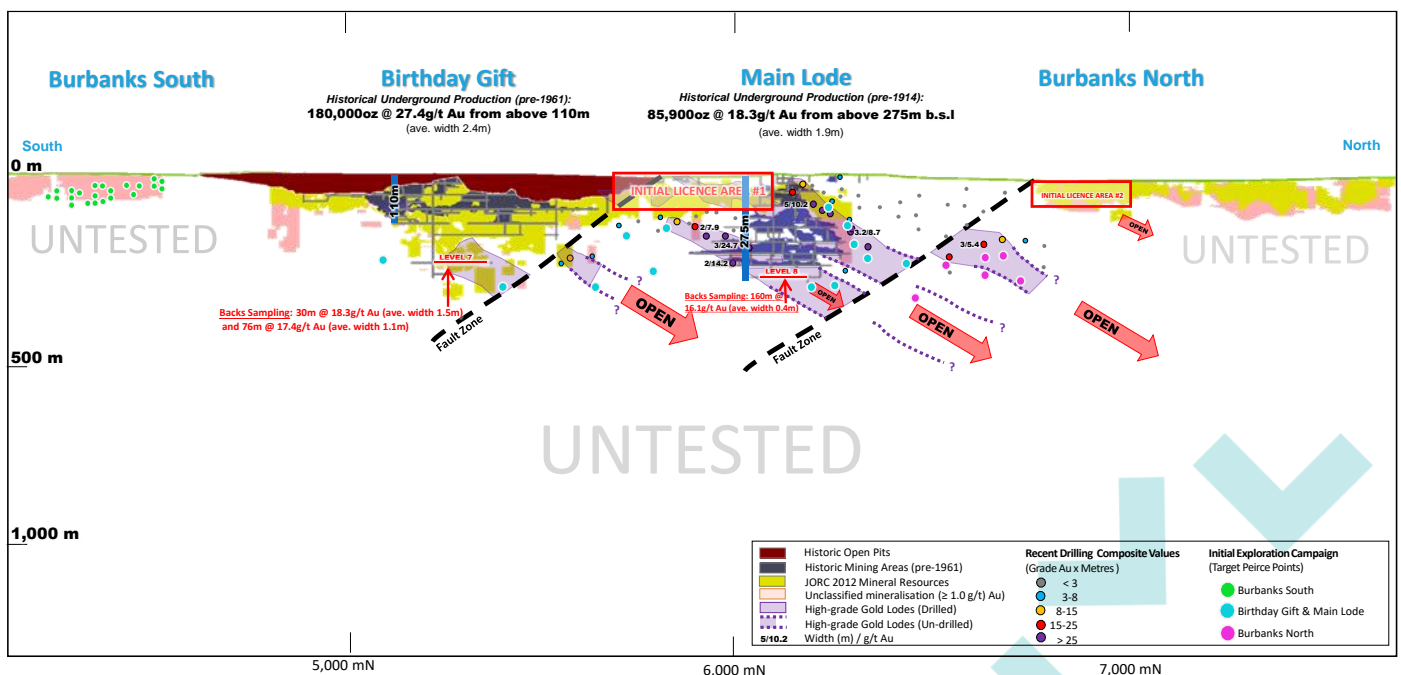 Burbanks South
Birthday Gift
Main Lode
Burbanks North
Historical Underground Production (pre-1961):
180,000oz @ 27.4g/t Au from above 110m
(ave. width 2.4m)
Historical Underground Production (pre-1914):
85,900oz @ 18.3g/t Au from above 275m b.s.l
(ave. width 1.9m)
South
North
0 m
INITIAL LICENCE AREA #1
INITIAL LICENCE AREA #2
110m
275m
5/10.2
2/7.9
3.2/8.7
3/24.7
2/14.2
3/5.4
OPEN
UNTESTED
UNTESTED
LEVEL 7
LEVEL 8
?
?
OPEN
Backs Sampling: 30m @ 18.3g/t Au (ave. width 1.5m)
and 76m @ 17.4g/t Au (ave. width 1.1m)
Backs Sampling: 160m @
16.1g/t Au (ave. width 0.4m)
OPEN
OPEN
OPEN
?
?
?
Fault Zone
Fault Zone
500 m
UNTESTED
1,000 m
Historic Open Pits
Historic Mining Areas (pre-1961)
JORC 2012 Mineral Resources
Unclassified mineralisation (≥ 1.0 g/t) Au)
High-grade Gold Lodes (Drilled)
High-grade Gold Lodes (Un-drilled)
5/10.2 Width (m) / g/t Au
Recent Drilling Composite Values
(Grade Au x Metres )
< 3
3-8
8-15
15-25
> 25
Initial Exploration Campaign
(Target Peirce Points)
Burbanks South
Birthday Gift & Main Lode
Burbanks North
5,000 mN
6,000 mN
7,000 mN